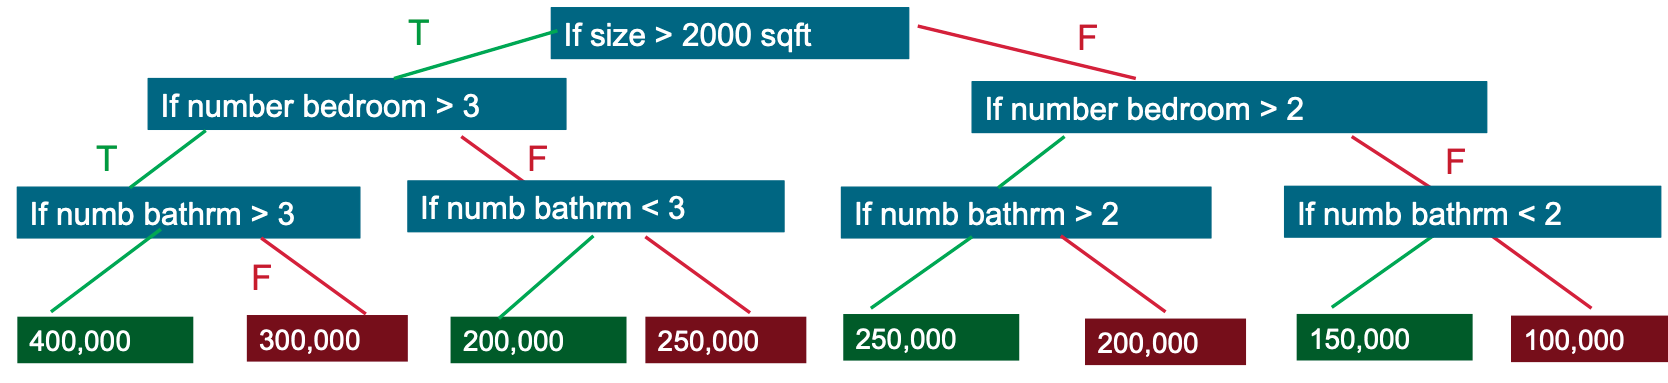 T
If size > 2000 sqft
F
If number bedroom > 3
If number bedroom > 2
T
F
F
If numb bathrm > 3
If numb bathrm < 3
If numb bathrm > 2
If numb bathrm < 2
F
400,000
300,000
200,000
250,000
250,000
200,000
150,000
100,000